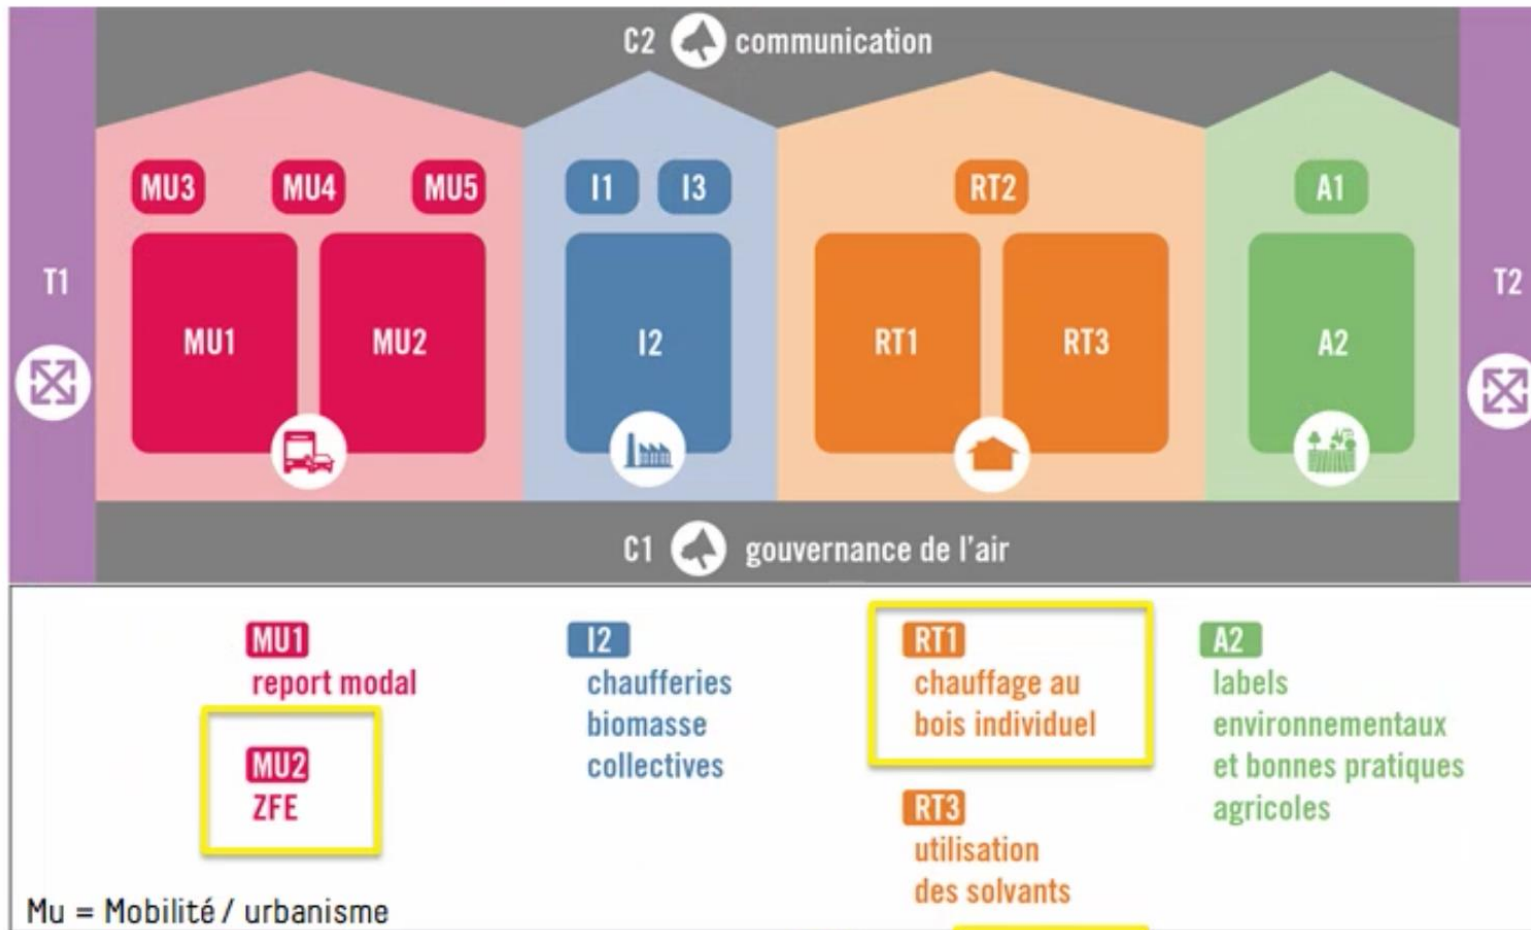 C2 communication
MU3 MU4 MU5 I1 I3 RT2 A1
T1 T2
MU1 MU2 I2 RT1 RT3 A2
C1 gouvernance de l'air
MU1
report modal
MU2
ZFE
I2
chaufferies
biomasse
collectives
RT1
chauffage au
bois individuel
RT3
utilisation
des solvants
A2
labels
environnementaux
et bonnes pratiques
agricoles
Mu = Mobilité / urbanisme